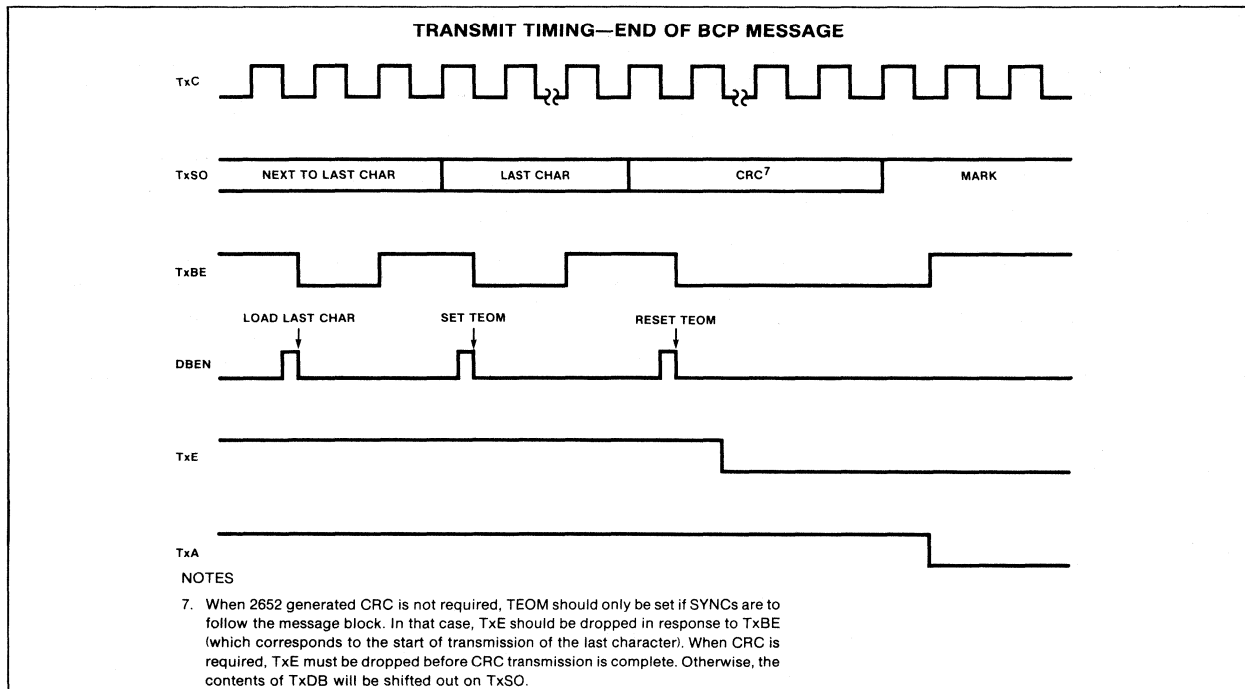 TRANSMIT TIMING—END OF BCP MESSAGE
TxC
TxSO
NEXT TO LAST CHAR
LAST CHAR
CRC7
MARK
TxBE
LOAD LAST CHAR
SET TEOM
RESET TEOM
DBEN
TxE
TxA
NOTES
7. When 2652 generated CRC is not required, TEOM should only be set if SYNCs are to
follow the message block. In that case, TxE should be dropped in response to TxBE
(which corresponds to the start of transmission of the last character). When CRC is
required, TxE must be dropped before CRC transmission is complete. Otherwise, the
contents of TxDB will be shifted out on TxSO.